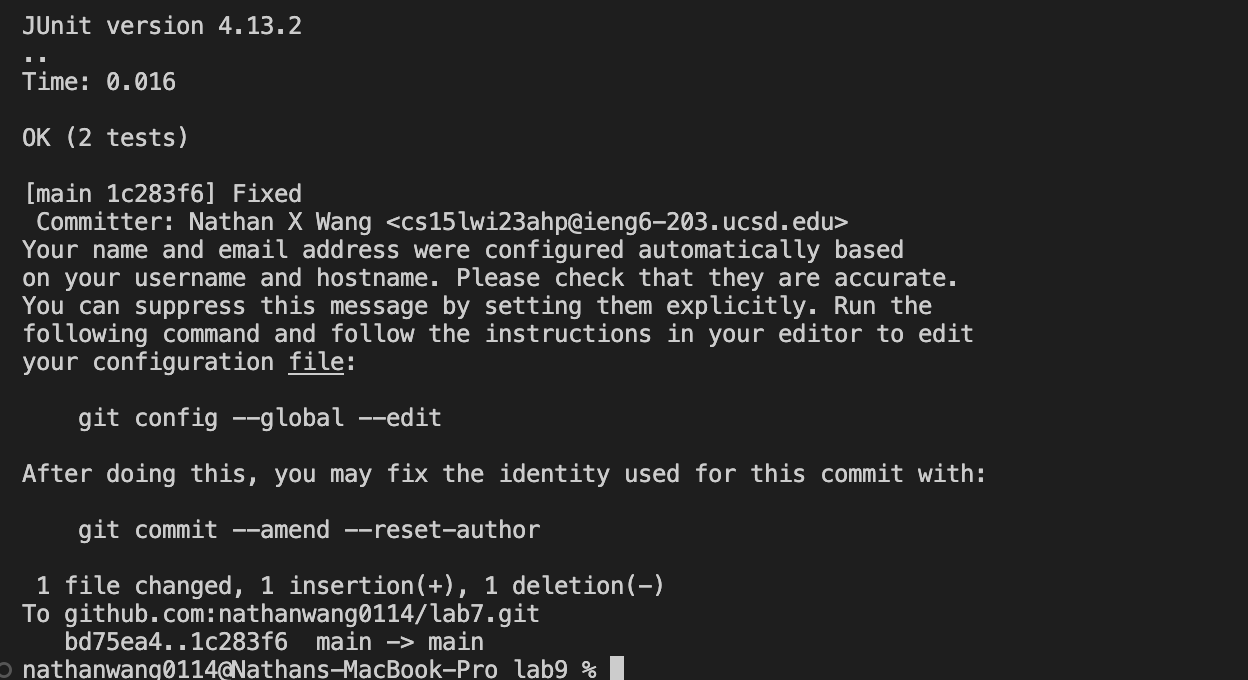 JUnit version 4.13.2
..
Time: 0.016
OK (2 tests)
[main 1c283f6] Fixed
Committer: Nathan X Wang <cs15lwi23ahp@ieng6-203.ucsd.edu>
Your name and email address were configured automatically based
on your username and hostname. Please check that they are accurate.
You can suppress this message by setting them explicitly. Run the
following command and follow the instructions in your editor to edit
your configuration file:
git config --global --edit
After doing this, you may fix the identity used for this commit with:
git commit --amend --reset-author
1 file changed, 1 insertion(+), 1 deletion(-)
To github.com:nathanwang0114/lab7.git
bd75ea4..1c283f6  main -> main
nathanwang0114@Nathans-MacBook-Pro lab9 %